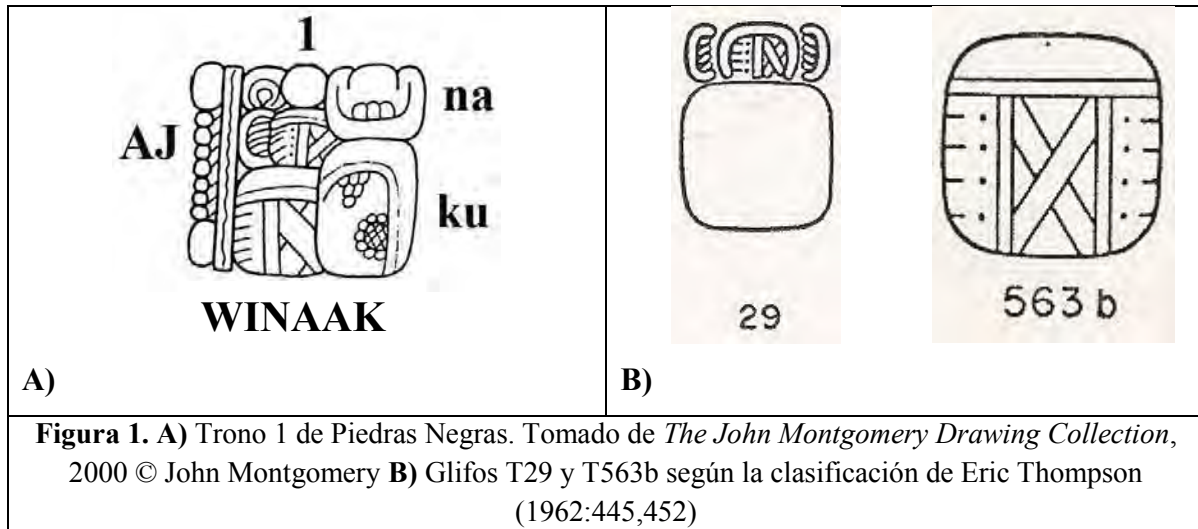 1
AJ
na
ku
WINAAK
A)
29
563 b
B)
Figura 1. A) Trono 1 de Piedras Negras. Tomado de The John Montgomery Drawing Collection,
2000 © John Montgomery B) Glifos T29 y T563b según la clasificación de Eric Thompson
(1962:445,452)